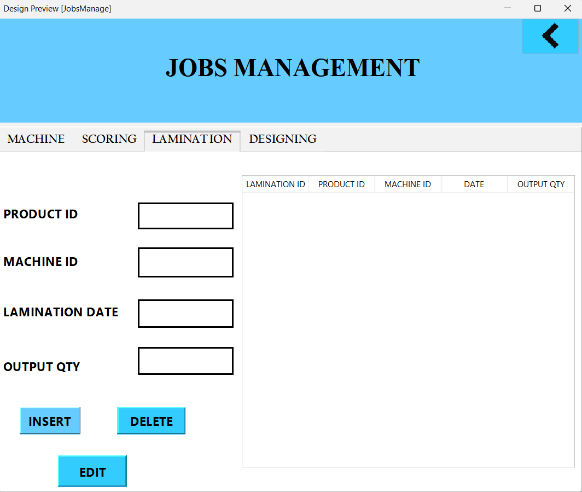 Design Preview [JobsManage]
JOBS MANAGEMENT
MACHINE SCORING LAMINATION DESIGNING
LAMINATION ID PRODUCT ID MACHINE ID DATE OUTPUT QTY
PRODUCT ID
MACHINE ID
LAMINATION DATE
OUTPUT QTY
INSERT DELETE
EDIT